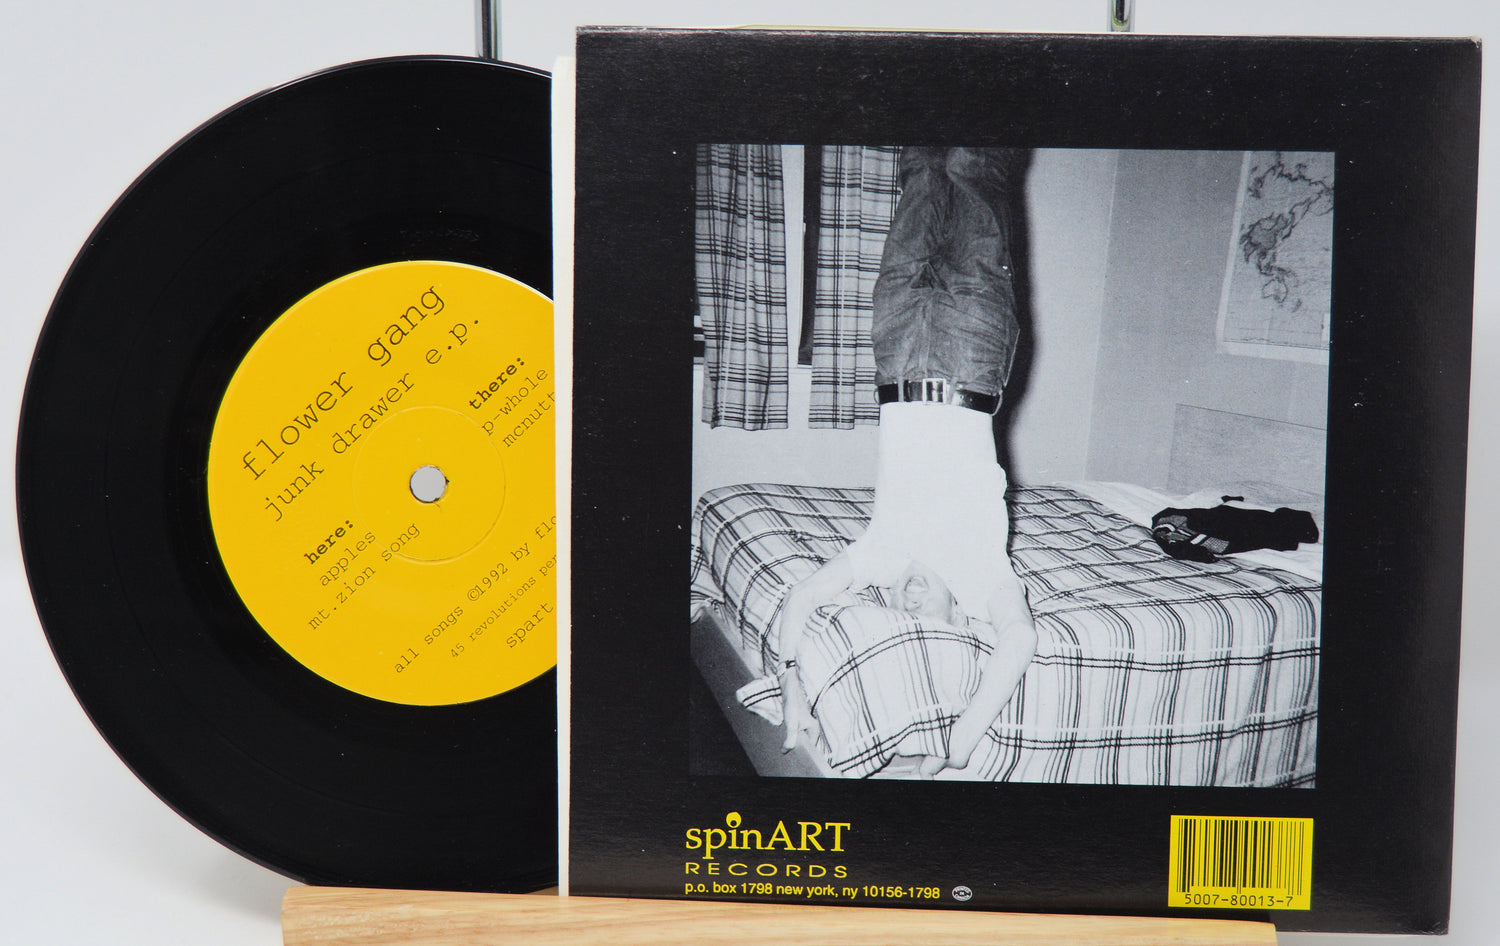 flower gang
junk drawer e.p.
there:
p-whole
mcnutt
here:
apples
mt.zion song
all songs ©1992 by flo
45 revolutions per
spart
spinART
RECORDS
p.o. box 1798 new york, ny 10156-1798
5007-80013-7